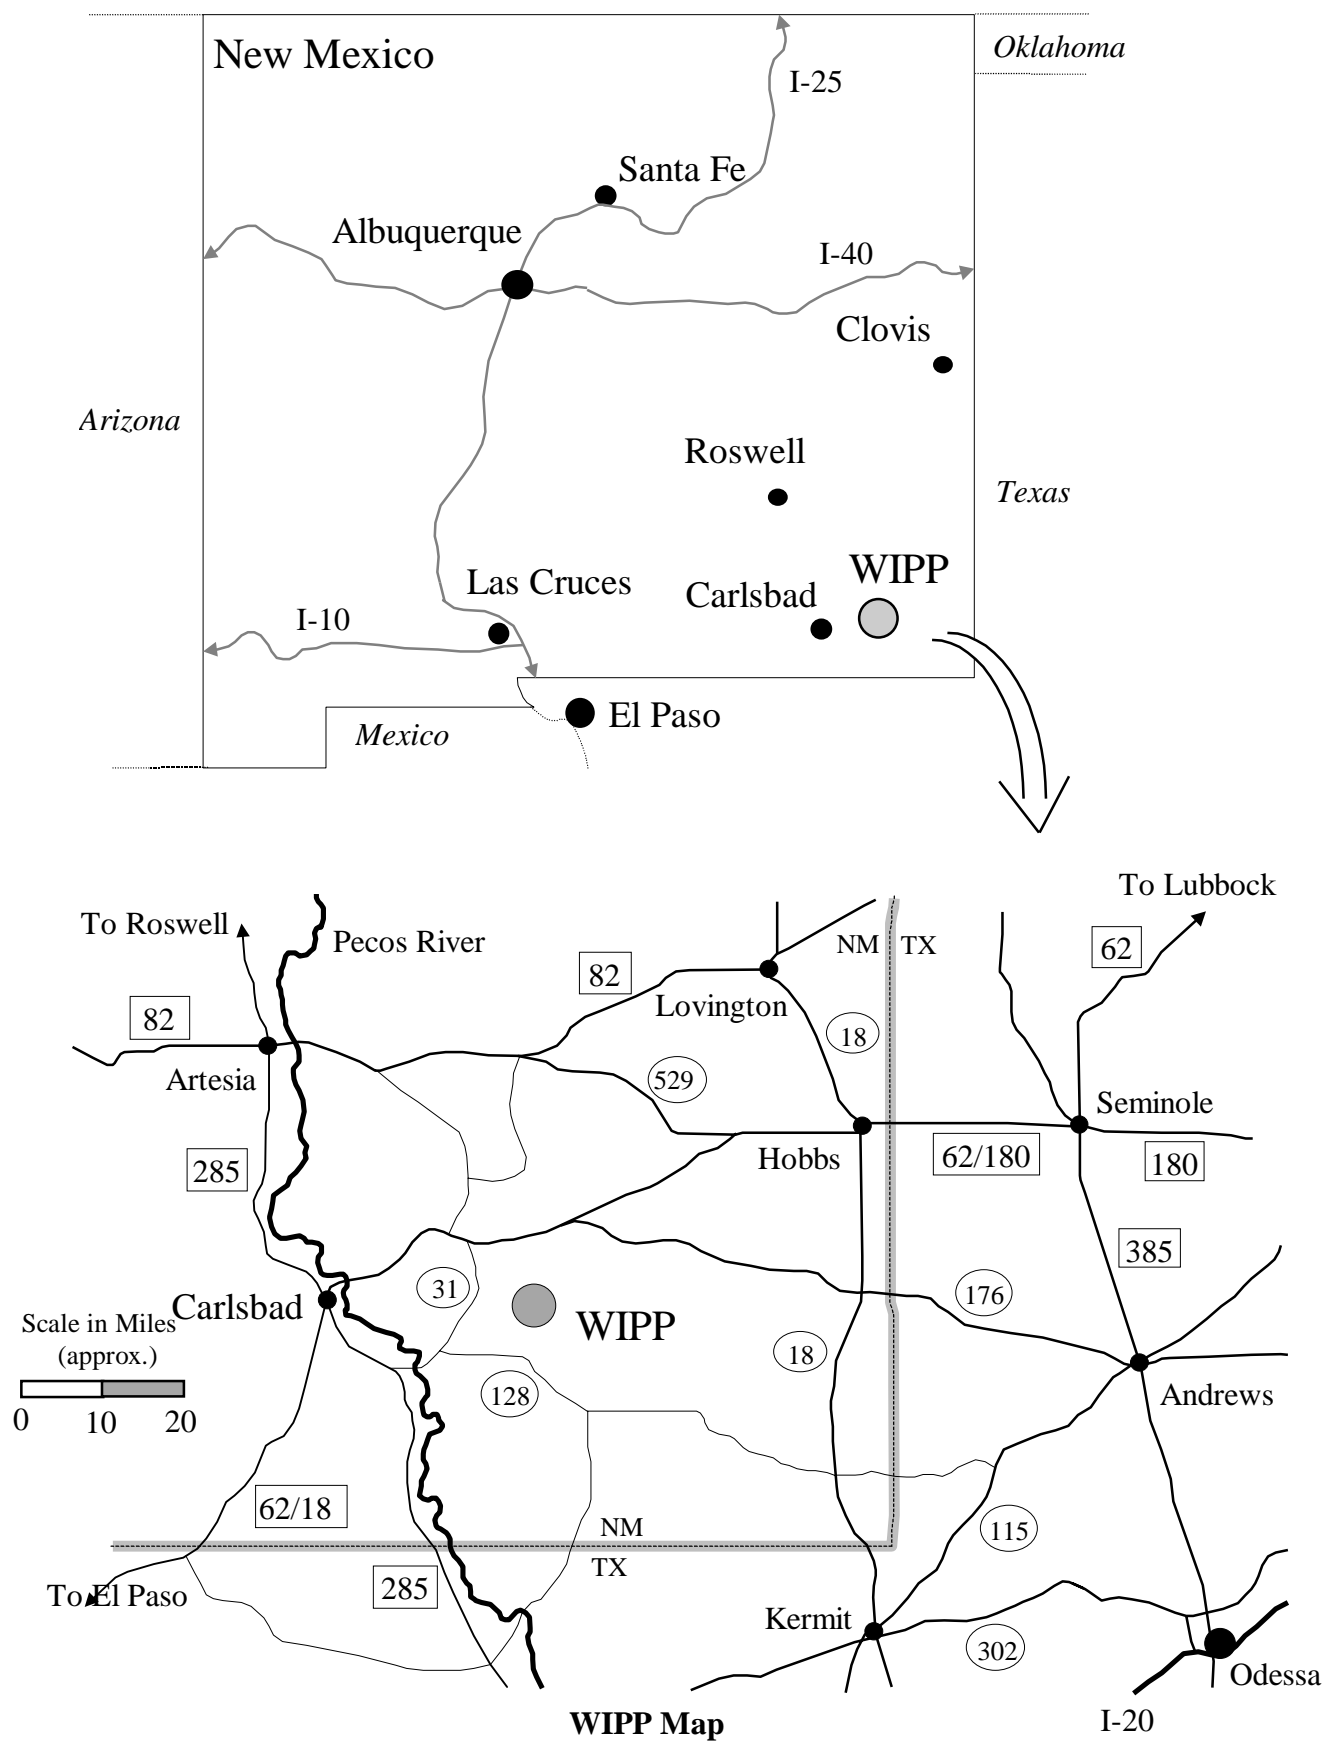 New Mexico
Oklahoma
I-25
Santa Fe
Albuquerque
I-40
Clovis
Arizona
Roswell
Texas
WIPP
Las Cruces
Carlsbad
I-10
El Paso
Mexico
To Lubbock
To Roswell
Pecos River
NM
TX
62
82
Lovington
82
18
Artesia
529
Seminole
Hobbs
62/180
180
285
385
31
176
Carlsbad
WIPP
Scale in Miles
(approx.)
18
128
Andrews
0
10
20
62/18
NM
115
TX
285
To El Paso
Kermit
302
Odessa
I-20
WIPP Map